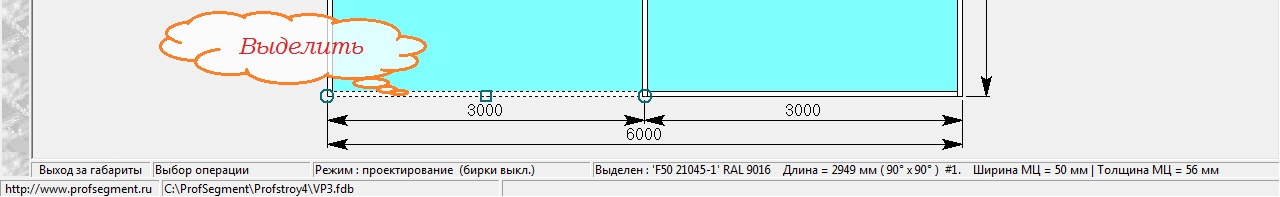 Выделить
3000 3000
6000
Выход за габариты Выбор операции Режим : проектирование (бирки выкл.) Выделен : 'F50 21045-1' RAL 9016 Длина = 2949 мм ( 90° x 90° ) #1. Ширина МЦ = 50 мм | Толщина МЦ = 56 мм
http://www.profsegment.ru C:\ProfSegment\Profstroy4\VP3.fdb